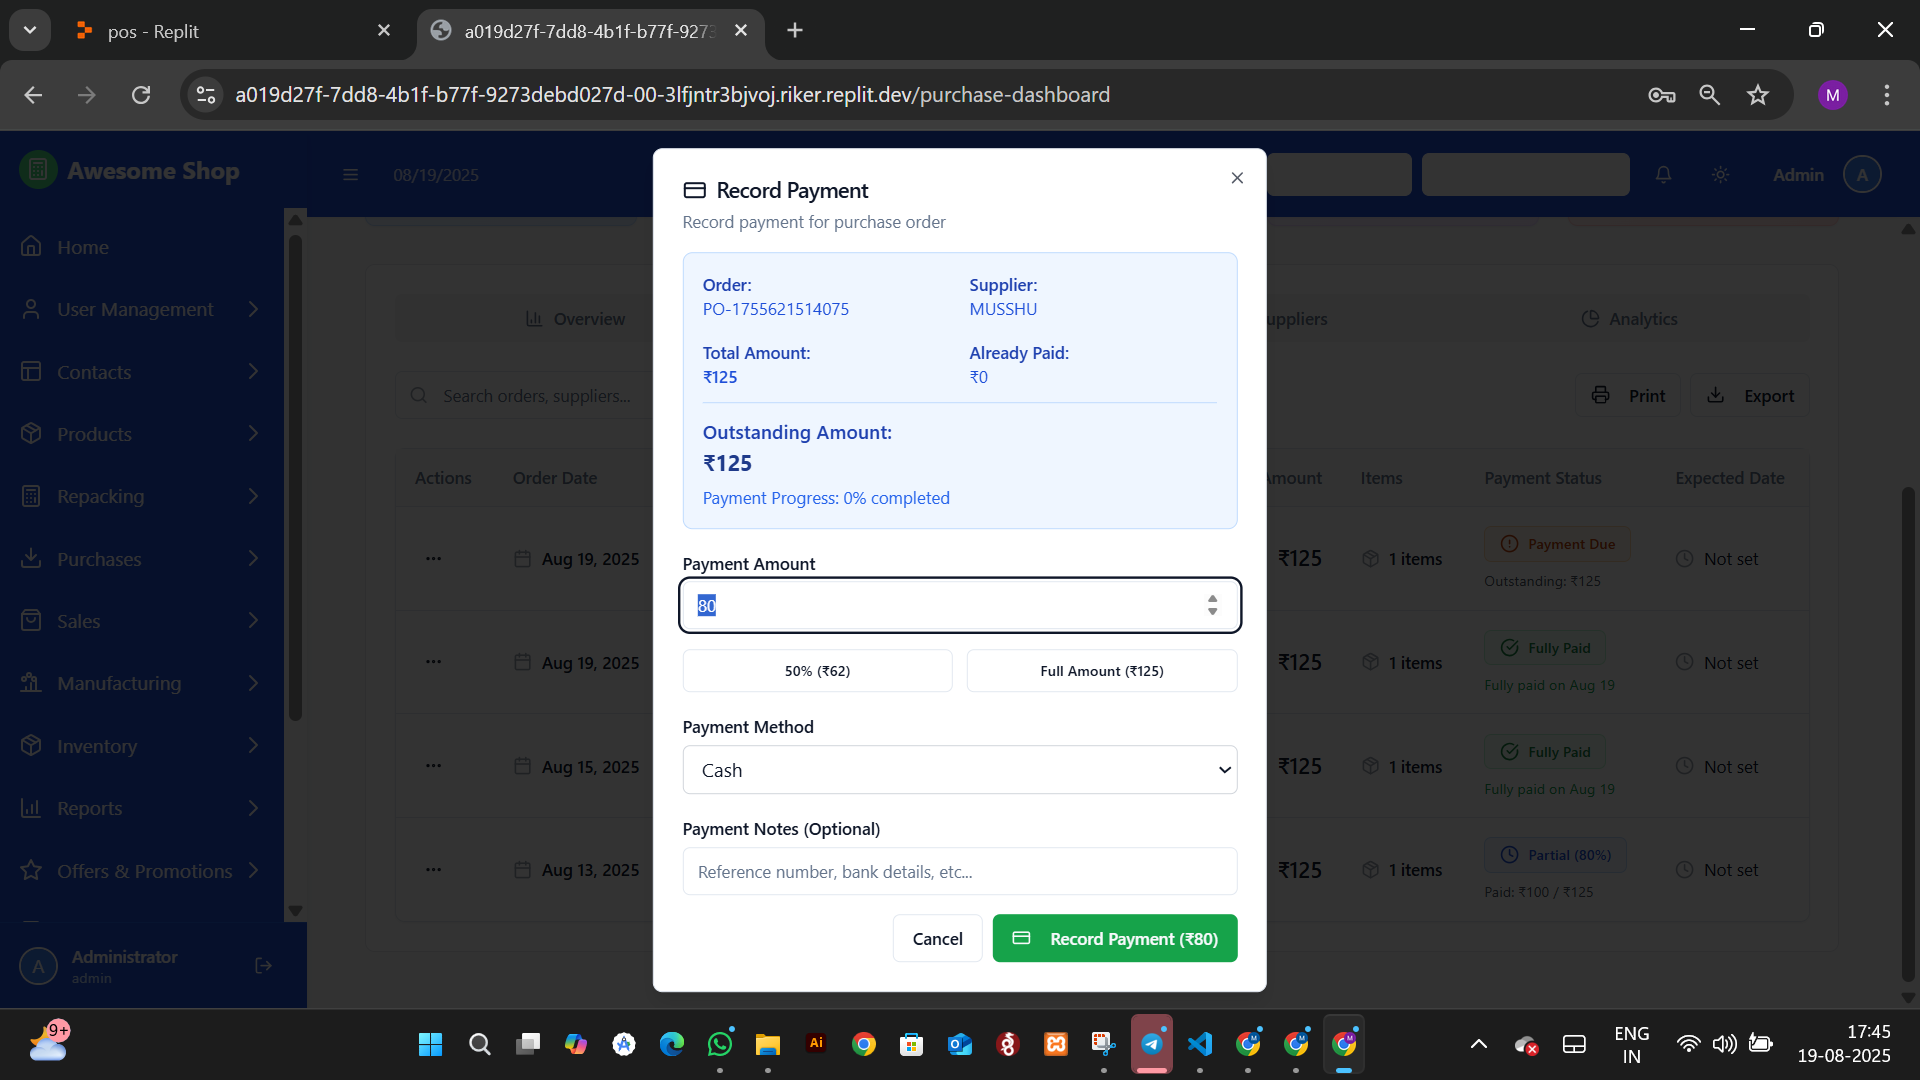 pos - Replit
a019d27f-7dd8-4b1f-b77f-9273
a019d27f-7dd8-4b1f-b77f-9273debd027d-00-3lfjntr3bjvoj.riker.replit.dev/purchase-dashboard
M
Awesome Shop
08/19/2025
Admin
A
Home
User Management
Contacts
Products
Repacking
Purchases
Sales
Manufacturing
Inventory
Reports
Offers & Promotions
A
Administrator
admin
Overview
uppliers
Analytics
Search orders, suppliers...
Print
Export
Actions
Order Date
Amount
Items
Payment Status
Expected Date
Aug 19, 2025
₹125
1 items
Payment Due
Outstanding: ₹125
Not set
Aug 19, 2025
₹125
1 items
Fully Paid
Fully paid on Aug 19
Not set
Aug 15, 2025
₹125
1 items
Fully Paid
Fully paid on Aug 19
Not set
Aug 13, 2025
₹125
1 items
Partial (80%)
Paid: ₹100 / ₹125
Not set
Record Payment
Record payment for purchase order
Order:
PO-1755621514075
Supplier:
MUSSHU
Total Amount:
₹125
Already Paid:
₹0
Outstanding Amount:
₹125
Payment Progress: 0% completed
Payment Amount
80
50% (₹62)
Full Amount (₹125)
Payment Method
Cash
Payment Notes (Optional)
Reference number, bank details, etc...
Cancel
Record Payment (₹80)
9+
Ai
ENG
IN
17:45
19-08-2025